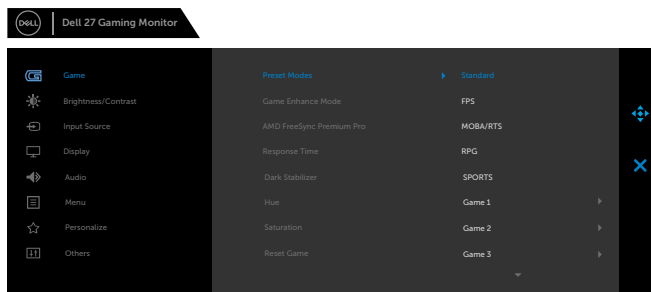 DELL
Dell 27 Gaming Monitor
Game
Preset Modes
Standard
Brightness/Contrast
Game Enhance Mode
FPS
Input Source
AMD FreeSync Premium Pro
MOBA/RTS
Display
Response Time
RPG
Audio
Dark Stabilizer
SPORTS
Menu
Hue
Game 1
Personalize
Saturation
Game 2
Others
Reset Game
Game 3